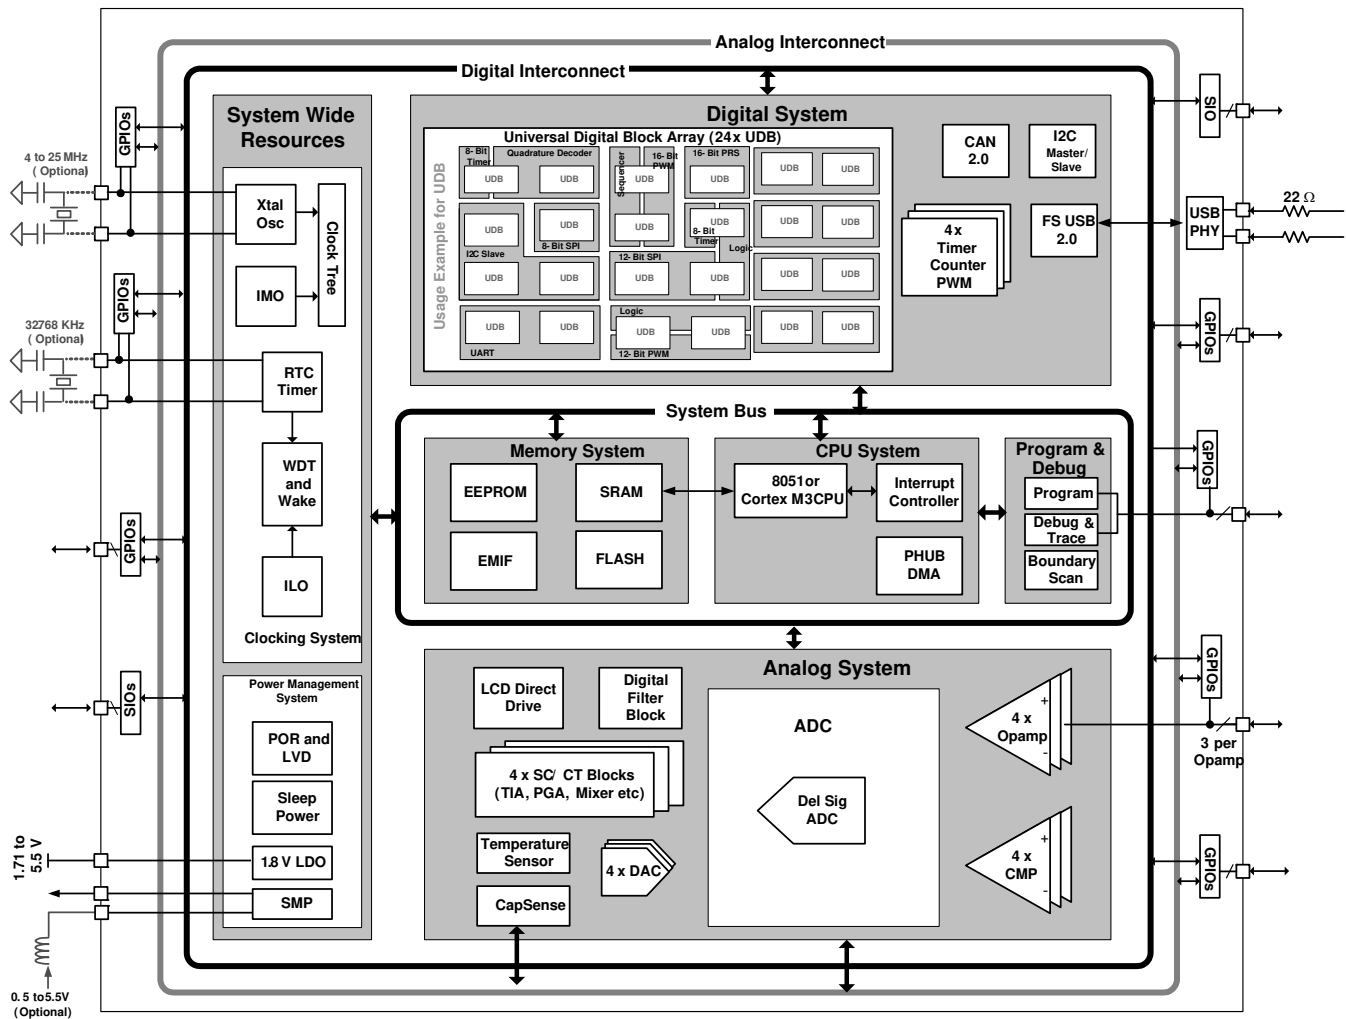 Analog Interconnect
Digital Interconnect
System Wide
Resources
Digital System
Universal Digital Block Array (24x UDB)
Usage Example for UDB
8- Bit
Timer
Quadrature Decoder
Sequencer
16- Bit
PWM
16- Bit PRS
UDB
UDB
UDB
UDB
UDB
UDB
UDB
UDB
UDB
UDB
UDB
UDB
I2C Slave
8- Bit SPI
8- Bit
Timer
Logic
12- Bit SPI
UDB
UDB
UDB
UDB
UDB
UDB
Logic
UDB
UDB
UDB
UDB
UDB
UDB
UART
12- Bit PWM
CAN
2.0
I2C
Master/
Slave
4x
Timer
Counter
PWM
FS USB
2.0
USB
PHY
22 Ω
SIO
GPIOs
GPIOs
GPIOs
GPIOs
3 per
Opamp
GPIOs
4 to 25 MHz
( Optional)
GPIOs
32768 KHz
( Optional)
GPIOs
SIOs
Xtal
Osc
Clock Tree
IMO
RTC
Timer
WDT
and
Wake
ILO
Clocking System
Power Management
System
POR and
LVD
Sleep
Power
1.8 V LDO
SMP
1.71 to
5.5 V
0. 5 to5.5V
(Optional)
System Bus
Memory System
EEPROM
SRAM
EMIF
FLASH
CPU System
8051or
Cortex M3CPU
Interrupt
Controller
PHUB
DMA
Program &
Debug
Program
Debug &
Trace
Boundary
Scan
Analog System
LCD Direct
Drive
Digital
Filter
Block
4 x SC/ CT Blocks
(TIA, PGA, Mixer etc)
Temperature
Sensor
4 x DAC
CapSense
ADC
Del Sig
ADC
+
4 x
Opamp
-
+
4 x
CMP
-
GPIOs